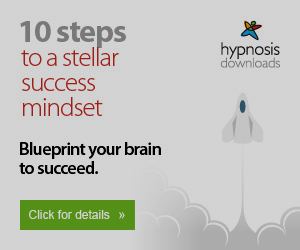 10 steps
to a stellar
success
mindset
hypnosis
downloads
Blueprint your brain
to succeed.
Click for details »